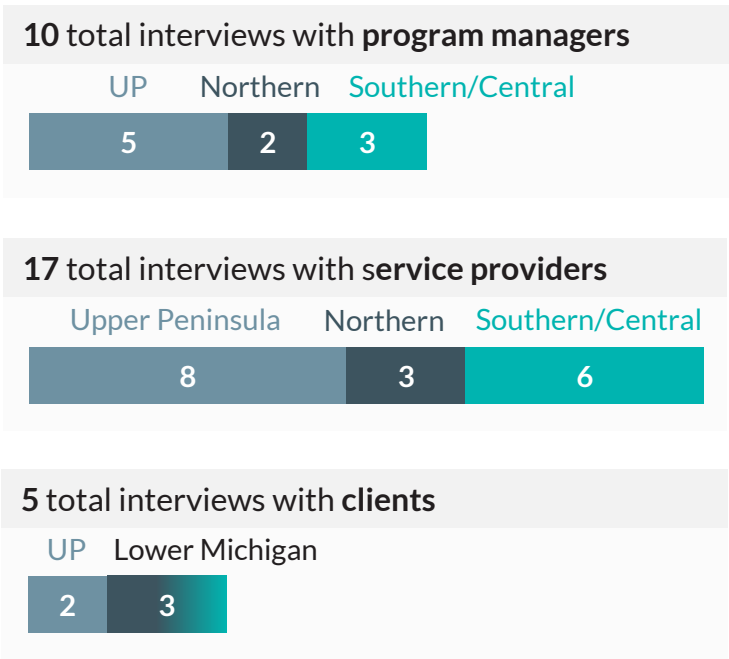 10 total interviews with program managers
UP Northern Southern/Central
5 2 3
17 total interviews with service providers
Upper Peninsula Northern Southern/Central
8 3 6
5 total interviews with clients
UP Lower Michigan
2 3